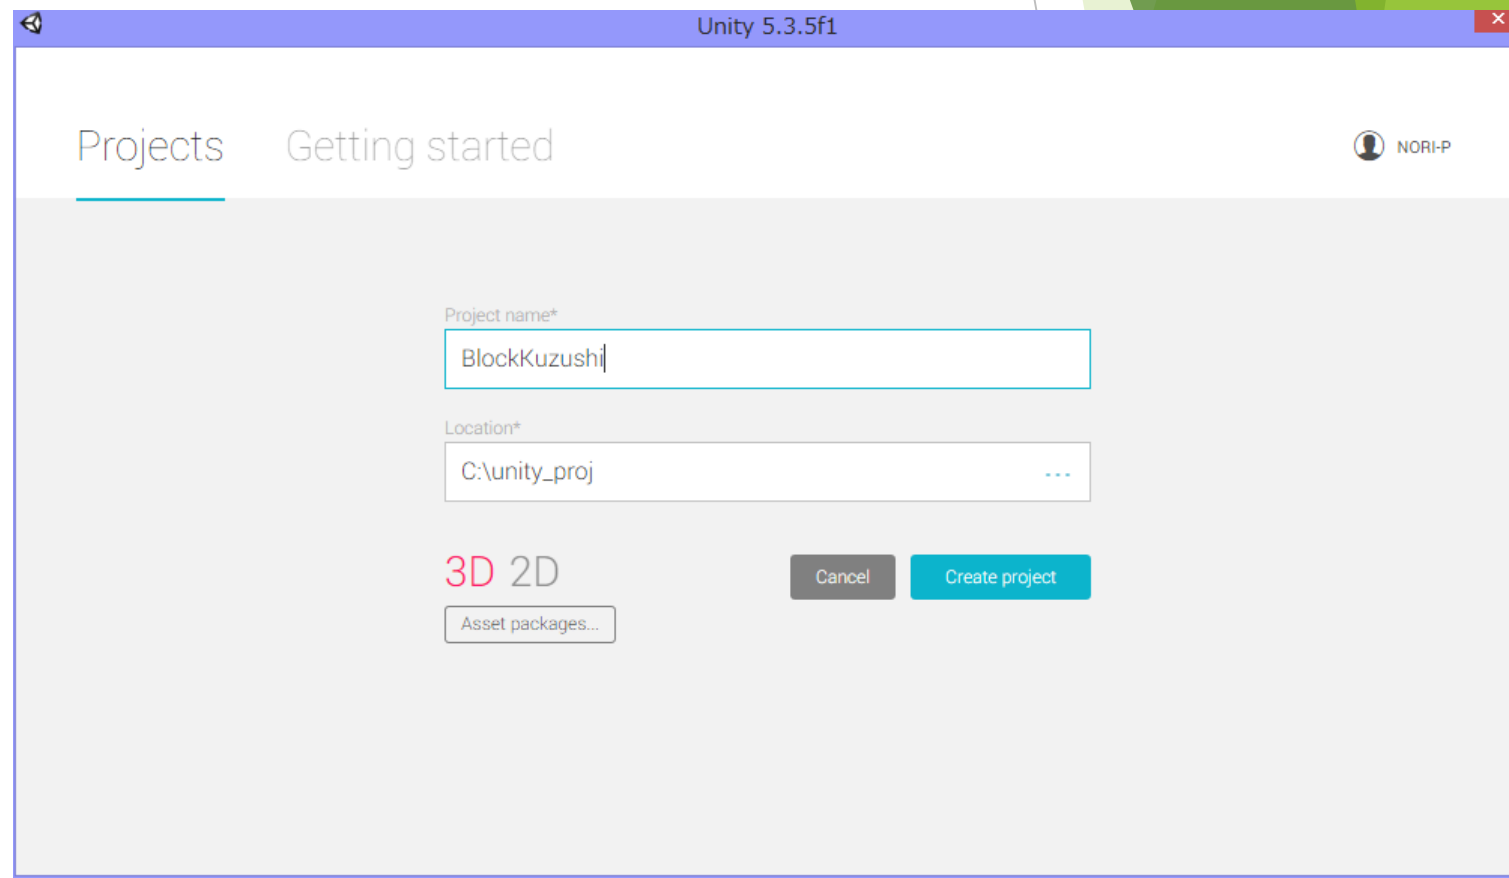 Unity 5.3.5f1
Projects
Getting started
NORI-P
Project name*
BlockKuzushi
Location*
C:\unity_proj
...
3D 2D
Cancel
Create project
Asset packages...